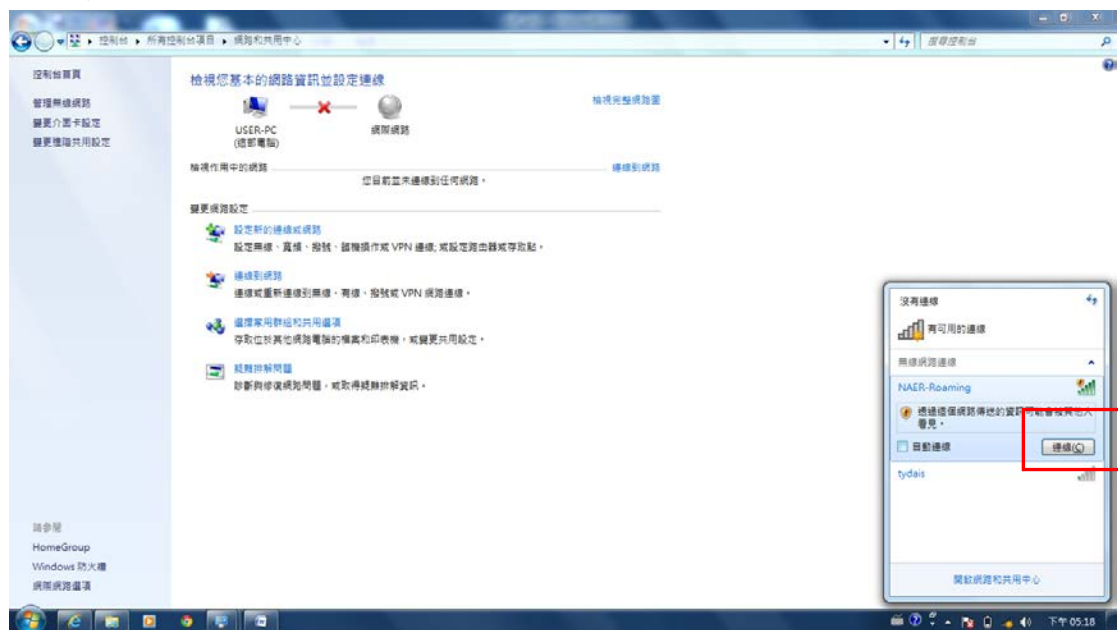 控制台 ▸ 所有控制台項目 ▸ 網路和共用中心
搜尋控制台
控制台首頁
管理無線網路
變更介面卡設定
變更進階共用設定
請參閱
HomeGroup
Windows 防火牆
網際網路選項
檢視您基本的網路資訊並設定連線
檢視完整網路圖
USER-PC
(這部電腦)
網際網路
檢視作用中的網路
連線到網路
您目前並未連線到任何網路。
變更網路設定
設定新的連線或網路
設定無線、寬頻、撥號、臨機操作或 VPN 連線; 或設定路由器或存取點。
連線到網路
連線或重新連線到無線、有線、撥號或 VPN 網路連線。
選擇家用群組和共用選項
存取位於其他網路電腦的檔案和印表機，或變更共用設定。
疑難排解問題
診斷與修復網路問題，或取得疑難排解資訊。
沒有連線
有可用的連線
無線網路連線
NAER-Roaming
透過這個網路傳送的資訊可能會被其他人
看見。
自動連線
連線(C)
tydais
開啟網路和共用中心
下午 05:18